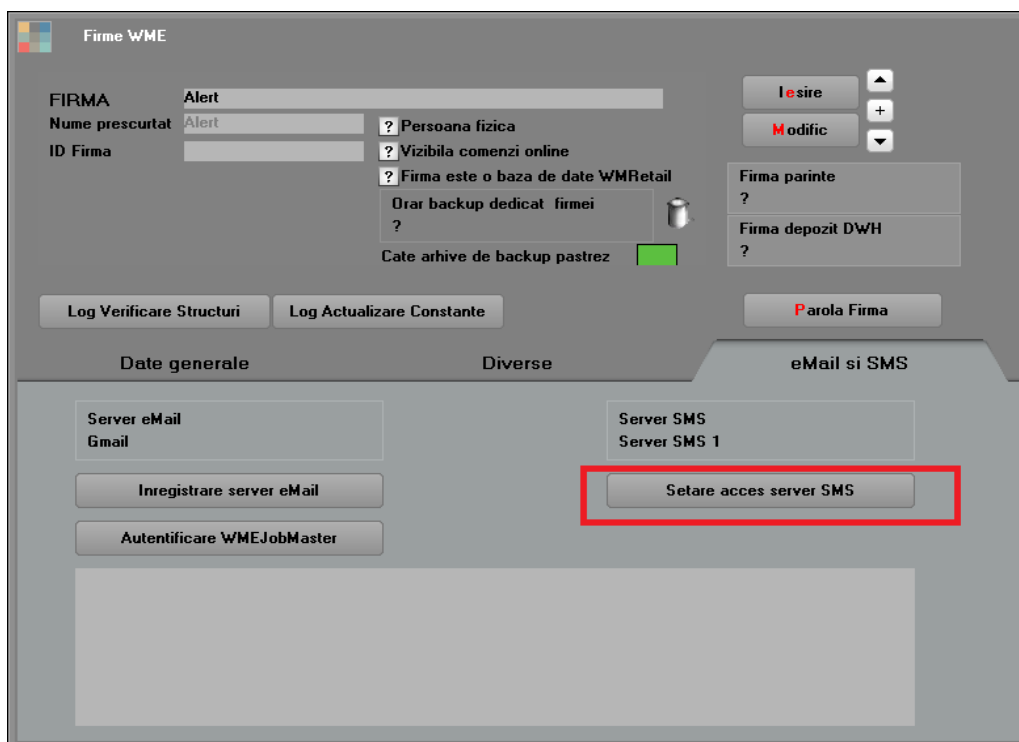 Firme WME
FIRMA Alert
Nume prescurtat Alert
ID Firma
? Persoana fizica
? Vizibila comenzi online
? Firma este o baza de date WMRetail
Orar backup dedicat firmei
?
Cate arhive de backup pastrez
Iesire
+
Modific
Firma parinte
?
Firma depozit DWH
?
Log Verificare Structuri
Log Actualizare Constante
Parola Firma
Date generale
Diverse
eMail si SMS
Server eMail
Gmail
Server SMS
Server SMS 1
Inregistrare server eMail
Setare acces server SMS
Autentificare WMEJobMaster